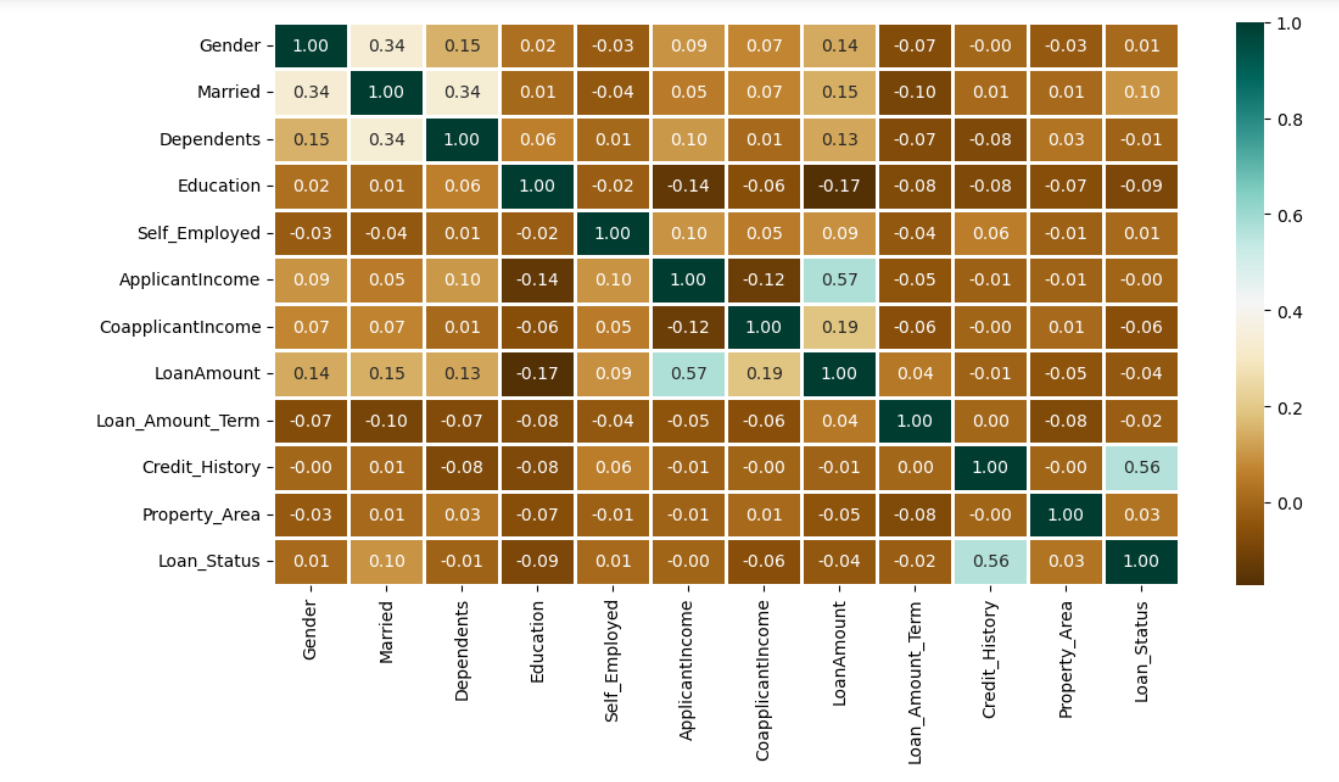 Gender 1.00 0.34 0.15 0.02 -0.03 0.09 0.07 0.14 -0.07 -0.00 -0.03 0.01
Married 0.34 1.00 0.34 0.01 -0.04 0.05 0.07 0.15 -0.10 0.01 0.01 0.10
Dependents 0.15 0.34 1.00 0.06 0.01 0.10 0.01 0.13 -0.07 -0.08 0.03 -0.01
Education 0.02 0.01 0.06 1.00 -0.02 -0.14 -0.06 -0.17 -0.08 -0.08 -0.07 -0.09
Self_Employed -0.03 -0.04 0.01 -0.02 1.00 0.10 0.05 0.09 -0.04 0.06 -0.01 0.01
ApplicantIncome 0.09 0.05 0.10 -0.14 0.10 1.00 -0.12 0.57 -0.05 -0.01 -0.01 -0.00
CoapplicantIncome 0.07 0.07 0.01 -0.06 0.05 -0.12 1.00 0.19 -0.06 -0.00 0.01 -0.06
LoanAmount 0.14 0.15 0.13 -0.17 0.09 0.57 0.19 1.00 0.04 -0.01 -0.05 -0.04
Loan_Amount_Term -0.07 -0.10 -0.07 -0.08 -0.04 -0.05 -0.06 0.04 1.00 0.00 -0.08 -0.02
Credit_History -0.00 0.01 -0.08 -0.08 0.06 -0.01 -0.00 -0.01 0.00 1.00 -0.00 0.56
Property_Area -0.03 0.01 0.03 -0.07 -0.01 -0.01 0.01 -0.05 -0.08 -0.00 1.00 0.03
Loan_Status 0.01 0.10 -0.01 -0.09 0.01 -0.00 -0.06 -0.04 -0.02 0.56 0.03 1.00
Gender
Married
Dependents
Education
Self_Employed
ApplicantIncome
CoapplicantIncome
LoanAmount
Loan_Amount_Term
Credit_History
Property_Area
Loan_Status
1.0
0.8
0.6
0.4
0.2
0.0